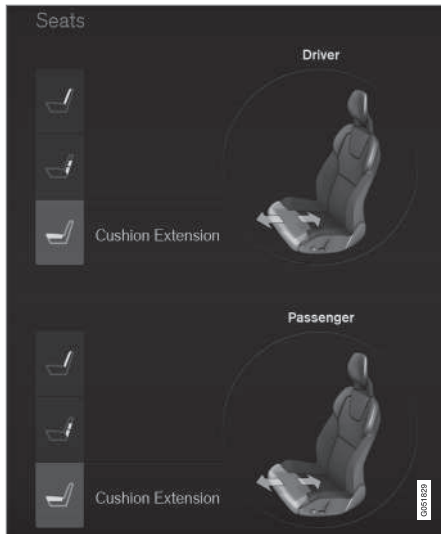 Seats
Driver
Cushion Extension
Passenger
Cushion Extension
G051829